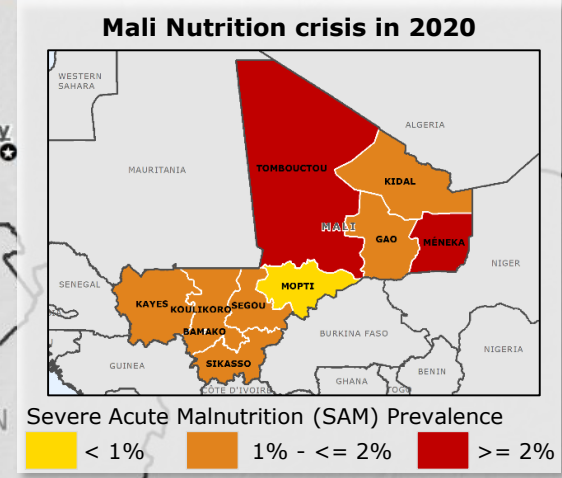 Mali Nutrition crisis in 2020
WESTERN
SAHARA
ALGERIA
MAURITANIA
TOMBOUCTOU
KIDAL
MALI
GAO
MÉNEKA
NIGER
SENEGAL
MOPTI
KAYES
KOULIKORO
SEGOU
BAMAKO
BURKINA FASO
NIGERIA
SIKASSO
GUINEA
BENIN
GHANA
TOGO
CÔTE D'IVOIRE
Severe Acute Malnutrition (SAM) Prevalence
< 1%
1% - <= 2%
>= 2%